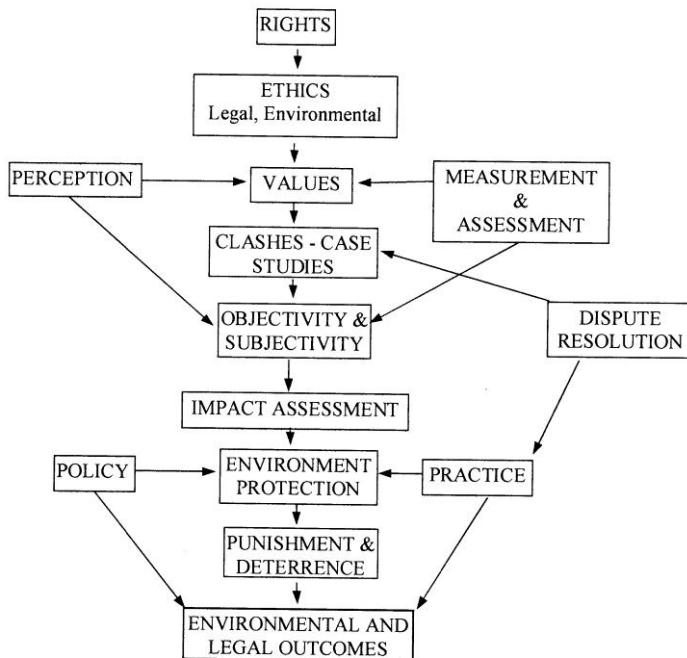 RIGHTS
ETHICS
Legal, Environmental
PERCEPTION
VALUES
MEASUREMENT
&
ASSESSMENT
CLASHES - CASE
STUDIES
OBJECTIVITY &
SUBJECTIVITY
DISPUTE
RESOLUTION
IMPACT ASSESSMENT
POLICY
ENVIRONMENT
PROTECTION
PRACTICE
PUNISHMENT &
DETERRENCE
ENVIRONMENTAL AND
LEGAL OUTCOMES